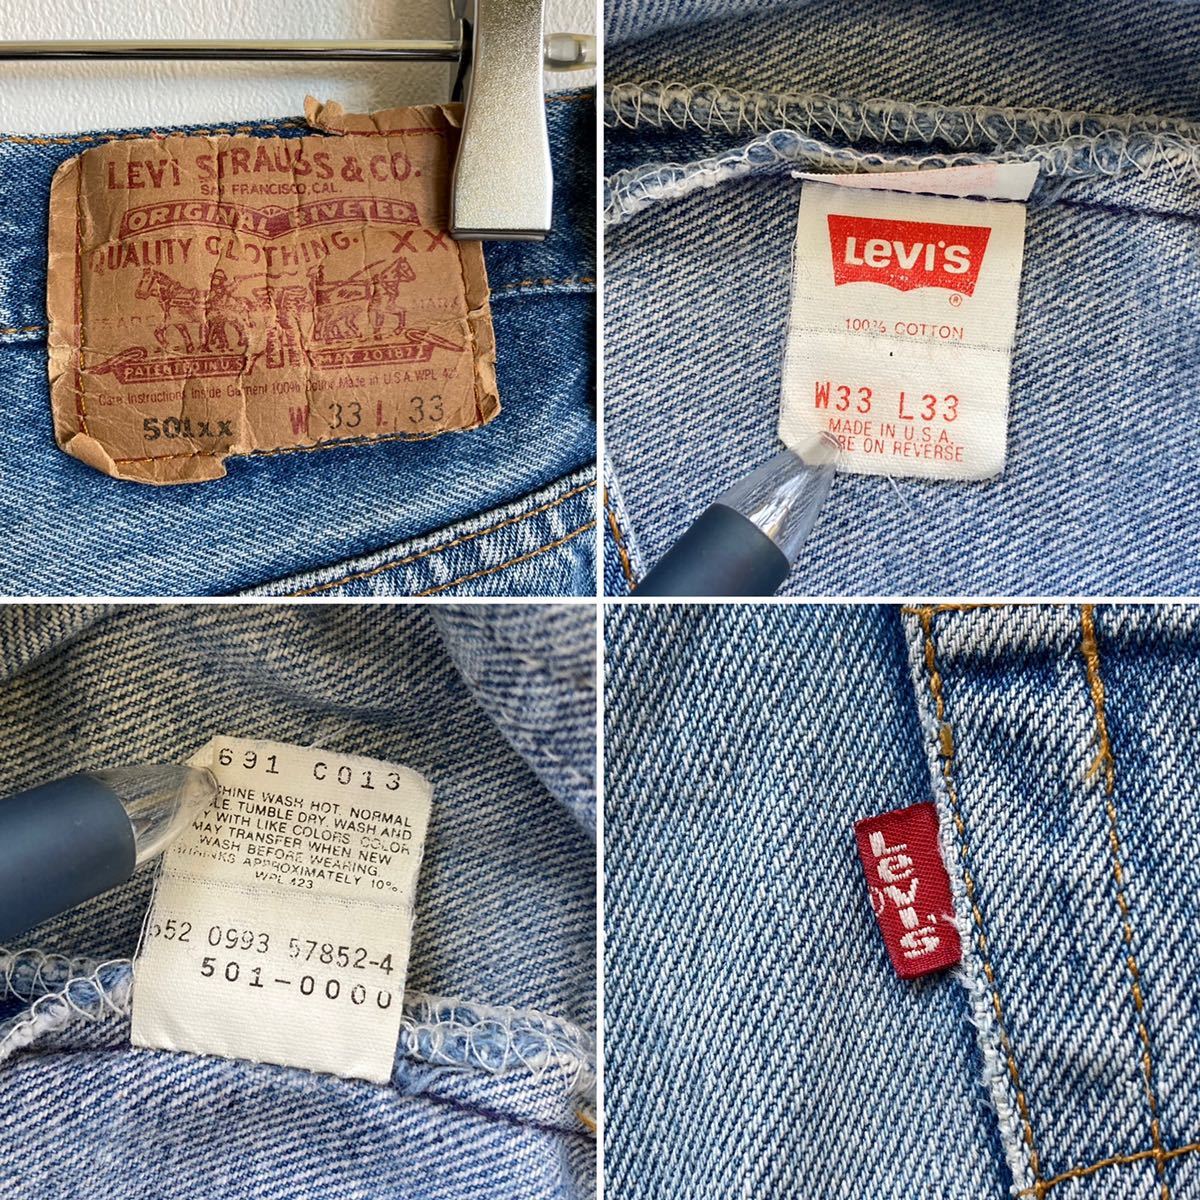 LEVI STRAUSS & CO.
SAN FRANCISCO, CAL.
ORIGINAL RIVETED
QUALITY CLOTHING.
XX
PATENTED IN U.S.
MAY 20 1873
Care Instructions Inside Garment 100% Cotton Made in U.S.A. WPL 423
501XX W 33 L 33
LEVI'S
®
100% COTTON
W33 L33
MADE IN U.S.A.
RE ON REVERSE
691 C013
CHINE WASH HOT. NORMAL
LE. TUMBLE DRY. WASH AND
Y WITH LIKE COLORS. COLOR
MAY TRANSFER WHEN NEW
WASH BEFORE WEARING.
SHRINKS APPROXIMATELY 10%.
WPL 423
552 0993 57852-4
501-0000
LEVI'S